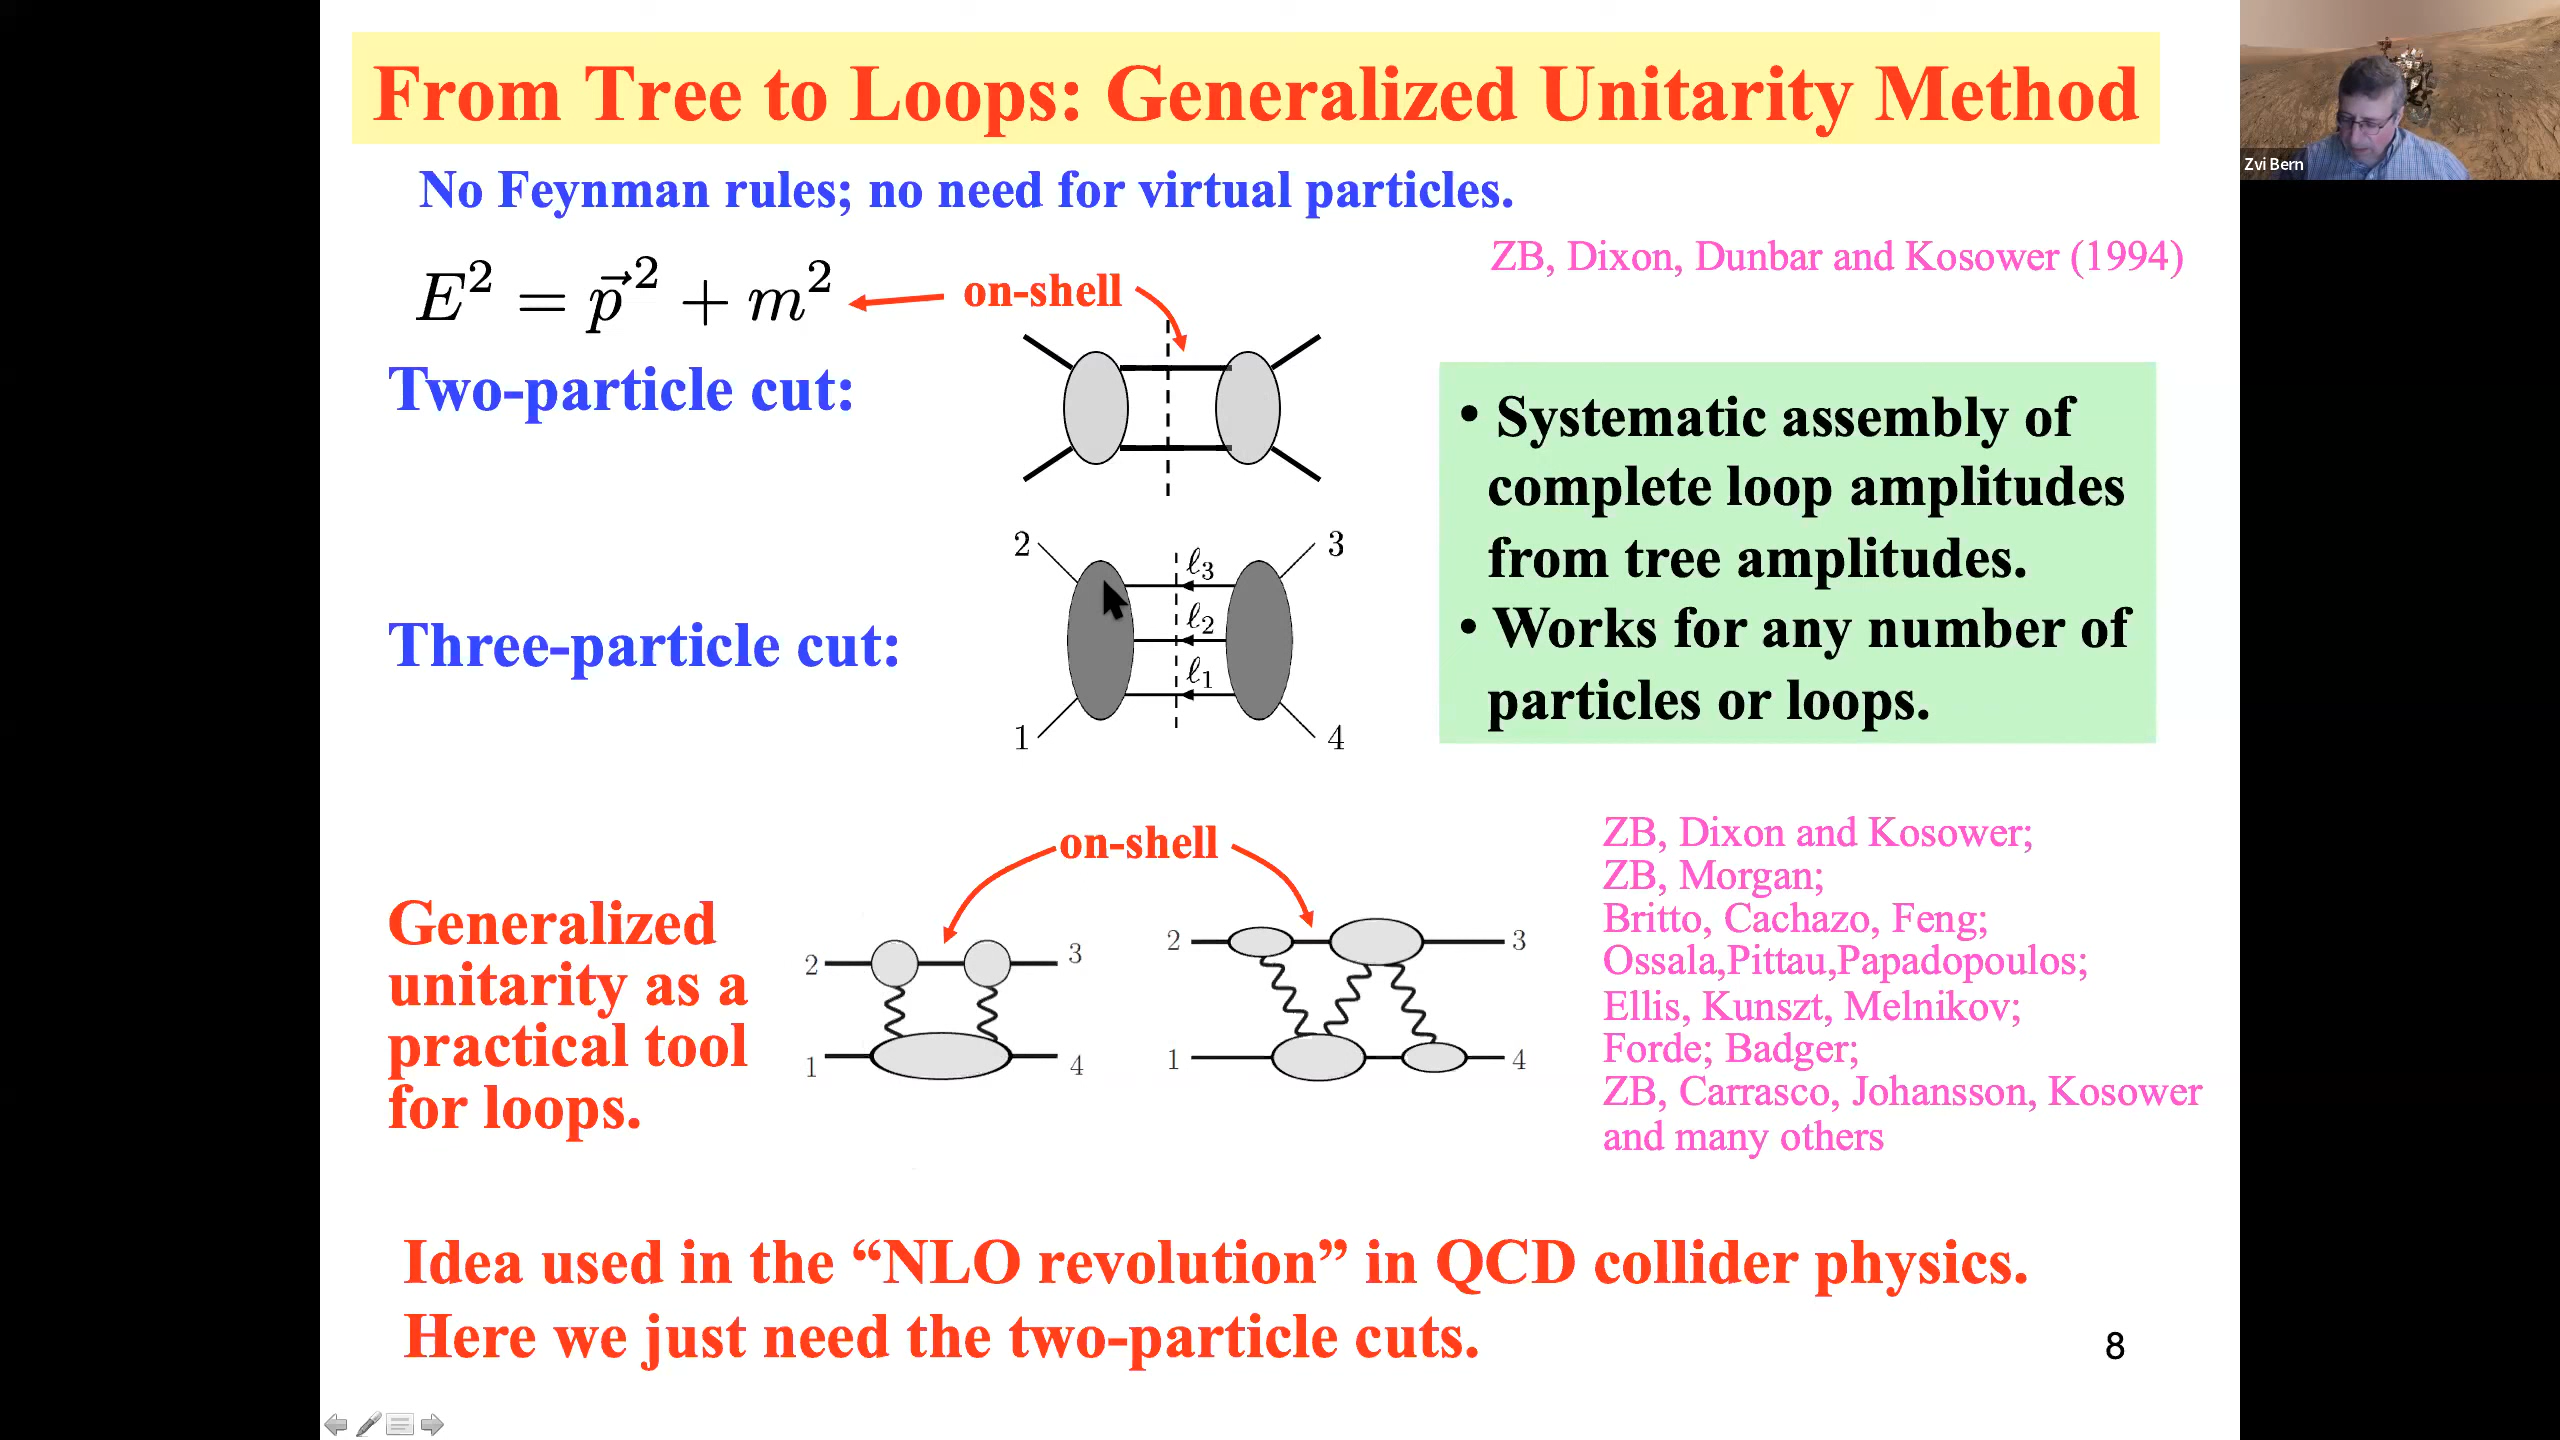 From Tree to Loops: Generalized Unitarity Method
Zvi Bern
No Feynman rules; no need for virtual particles.
ZB, Dixon, Dunbar and Kosower (1994)
E² = p⃗² + m²
on-shell
Two-particle cut:
• Systematic assembly of
complete loop amplitudes
from tree amplitudes.
• Works for any number of
particles or loops.
Three-particle cut:
2
3
ℓ₃
ℓ₂
ℓ₁
1
4
on-shell
Generalized
unitarity as a
practical tool
for loops.
2
3
1
4
2
3
1
4
ZB, Dixon and Kosower;
ZB, Morgan;
Britto, Cachazo, Feng;
Ossala,Pittau,Papadopoulos;
Ellis, Kunszt, Melnikov;
Forde; Badger;
ZB, Carrasco, Johansson, Kosower
and many others
Idea used in the “NLO revolution” in QCD collider physics.
Here we just need the two-particle cuts.
8